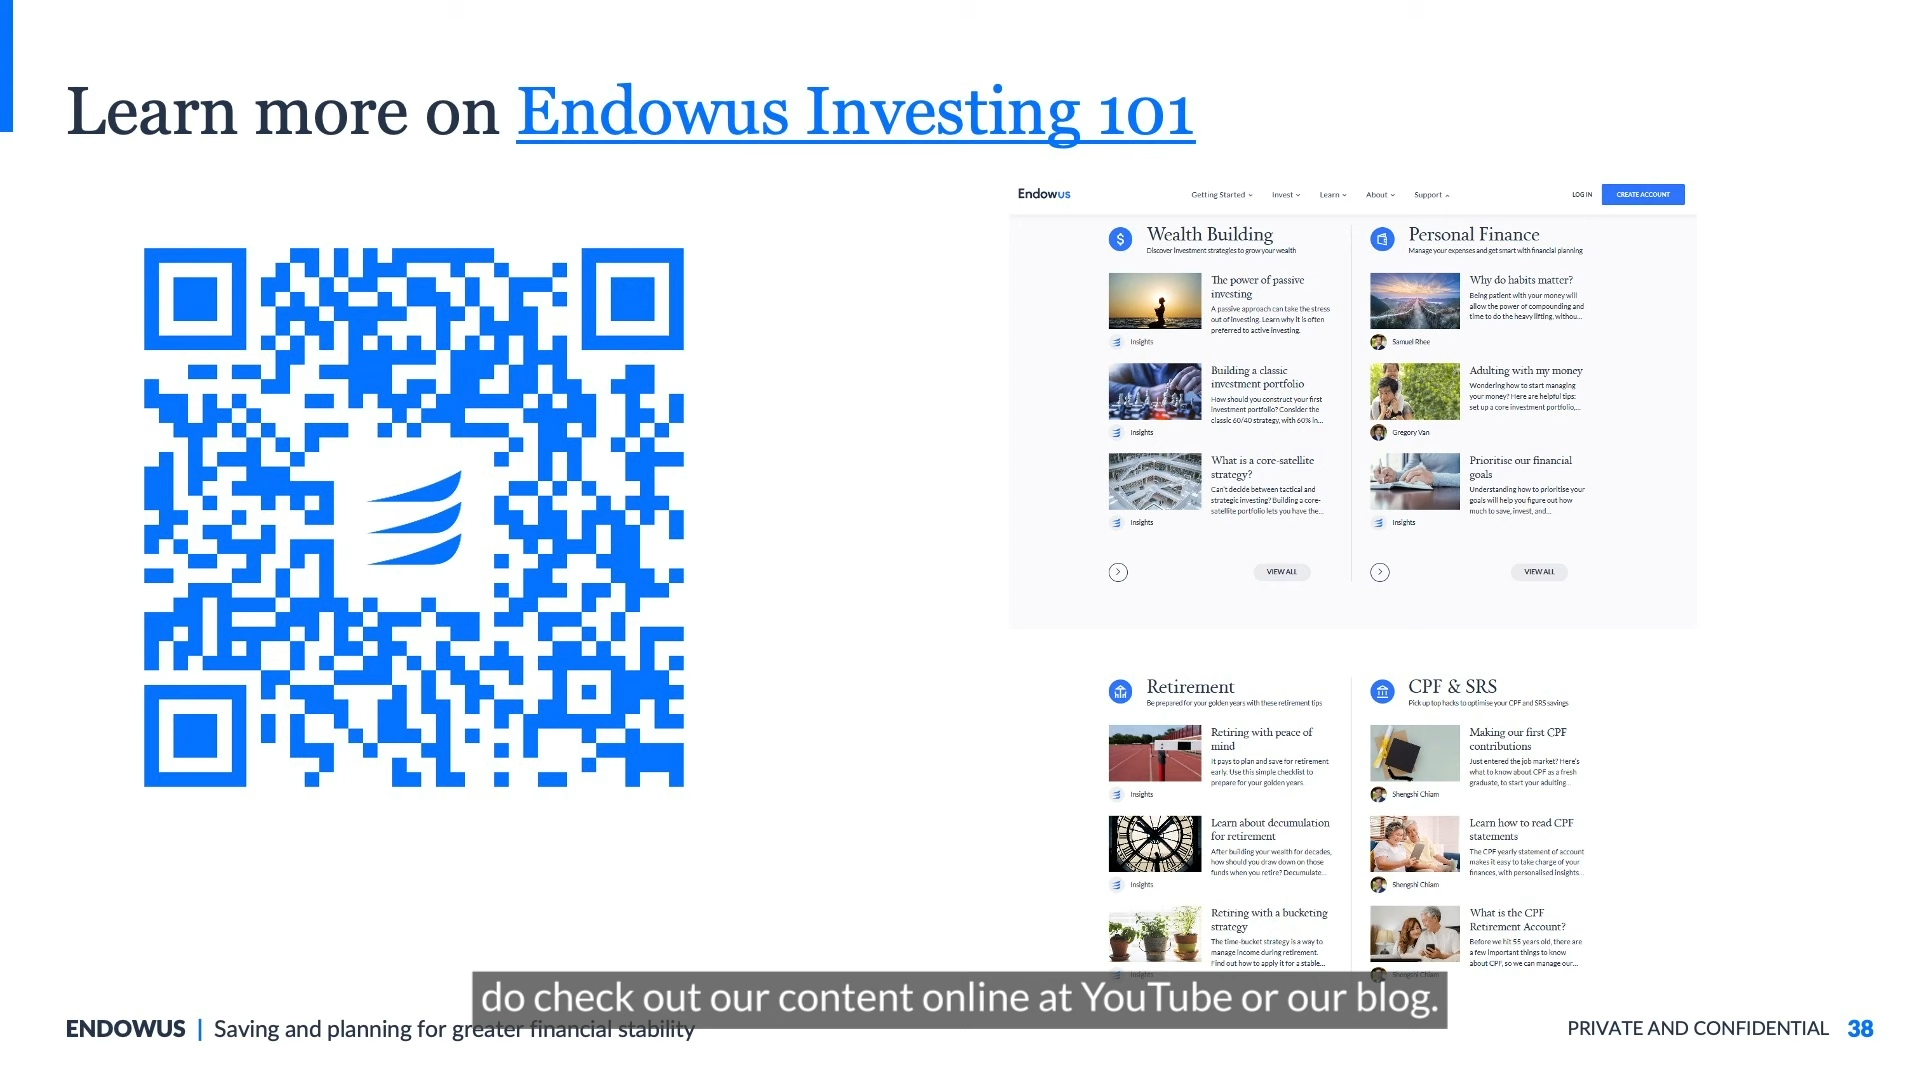 Learn more on Endowus Investing 101
Endowus
Getting Started
Invest
Learn
About
Support
LOG IN
CREATE ACCOUNT
Wealth Building
Discover investment strategies to grow your wealth
The power of passive
investing
A passive approach can take the stress
out of investing. Learn why it is often
preferred to active investing.
Insights
Building a classic
investment portfolio
How should you construct your first
investment portfolio? Consider the
classic 60/40 strategy, with 60% in...
Insights
What is a core-satellite
strategy?
Can't decide between tactical and
strategic investing? Building a core-
satellite portfolio lets you have the...
Insights
VIEW ALL
Personal Finance
Manage your expenses and get smart with financial planning
Why do habits matter?
Being patient with your money will
allow the power of compounding and
time to do the heavy lifting, withou...
Samuel Rhee
Adulting with my money
Wondering how to start managing
your money? Here are helpful tips:
set up a core investment portfolio,...
Gregory Van
Prioritise our financial
goals
Understanding how to prioritise your
goals will help you figure out how
much to save, invest, and...
Insights
VIEW ALL
Retirement
Be prepared for your golden years with these retirement tips
Retiring with peace of
mind
It pays to plan and save for retirement
early. Use this simple checklist to
prepare for your golden years.
Insights
Learn about decumulation
for retirement
After building your wealth for decades,
how should you draw down on those
funds when you retire? Decumulate...
Insights
Retiring with a bucketing
strategy
The time-bucket strategy is a way to
manage income during retirement.
Find out how to apply it for a stable...
Insights
CPF & SRS
Pick up top hacks to optimise your CPF and SRS savings
Making our first CPF
contributions
Just entered the job market? Here's
what to know about CPF as a fresh
graduate, to start your adulting...
Shengshi Chiam
Learn how to read CPF
statements
The CPF yearly statement of account
makes it easy to take charge of your
finances, with personalised insights...
Shengshi Chiam
What is the CPF
Retirement Account?
Before we hit 55 years old, there are
a few important things to know
about CPF, so we can manage our...
Shengshi Chiam
do check out our content online at YouTube or our blog.
ENDOWUS | Saving and planning for greater financial stability
PRIVATE AND CONFIDENTIAL 38